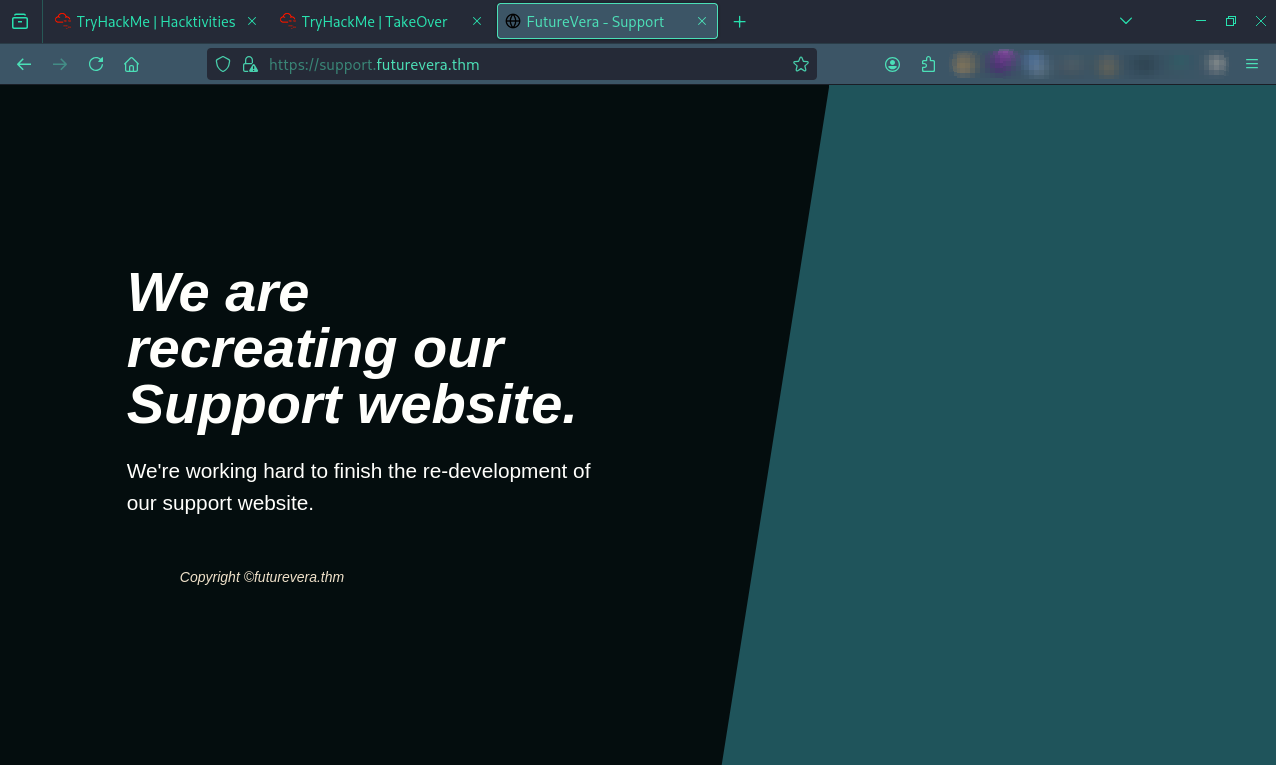 TryHackMe | Hacktivities
TryHackMe | TakeOver
FutureVera - Support
https://support.futurevera.thm
We are
recreating our
Support website.
We're working hard to finish the re-development of
our support website.
Copyright ©futurevera.thm